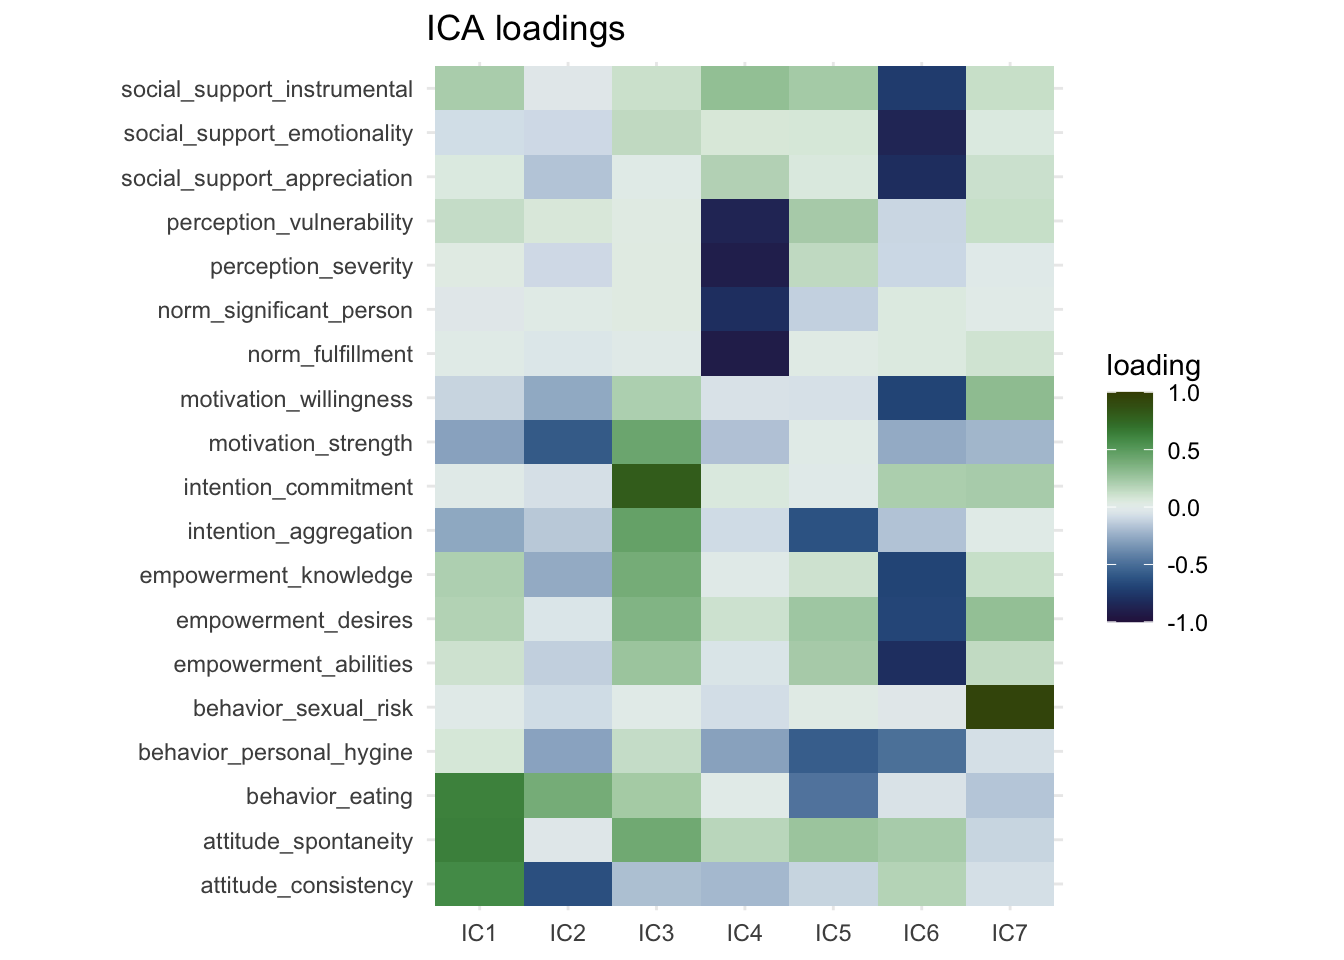 ICA loadings
social_support_instrumental
social_support_emotionality
social_support_appreciation
perception_vulnerability
perception_severity
norm_significant_person
norm_fulfillment
motivation_willingness
motivation_strength
intention_commitment
intention_aggregation
empowerment_knowledge
empowerment_desires
empowerment_abilities
behavior_sexual_risk
behavior_personal_hygine
behavior_eating
attitude_spontaneity
attitude_consistency
IC1 IC2 IC3 IC4 IC5 IC6 IC7
loading
1.0
0.5
0.0
-0.5
-1.0